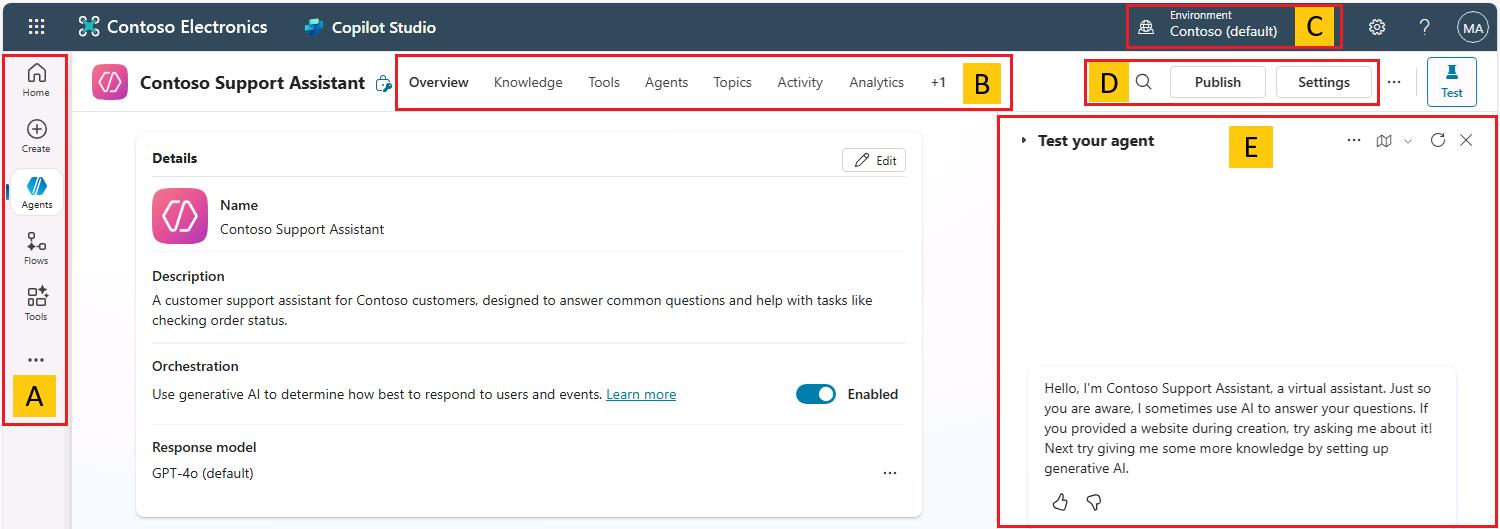 Contoso Electronics
Copilot Studio
Environment
Contoso (default)
C
?
MA
Home
Create
Agents
Flows
Tools
...
A
Contoso Support Assistant
Overview Knowledge Tools Agents Topics Activity Analytics +1
B
D
Publish
Settings
...
Test
Details
Edit
Name
Contoso Support Assistant
Description
A customer support assistant for Contoso customers, designed to answer common questions and help with tasks like
checking order status.
Orchestration
Use generative AI to determine how best to respond to users and events. Learn more
Enabled
Response model
GPT-4o (default)
...
Test your agent
E
...
Hello, I'm Contoso Support Assistant, a virtual assistant. Just so
you are aware, I sometimes use AI to answer your questions. If
you provided a website during creation, try asking me about it!
Next try giving me some more knowledge by setting up
generative AI.